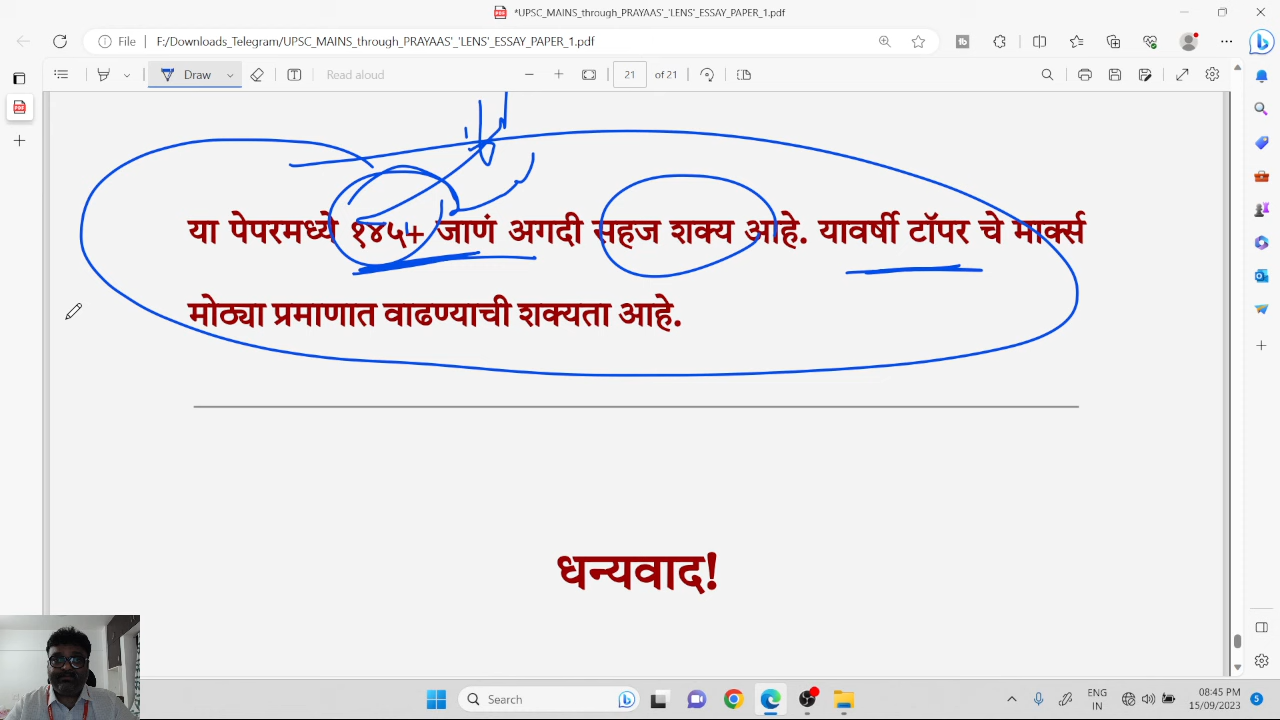 *UPSC_MAINS_through_PRAYAAS'_'LENS'_ESSAY_PAPER_1.pdf
File F:/Downloads_Telegram/UPSC_MAINS_through_PRAYAAS'_'LENS'_ESSAY_PAPER_1.pdf
Draw Read aloud 21 of 21
या पेपरमध्ये १४५+ जाणं अगदी सहज शक्य आहे. यावर्षी टॉपर चे मार्क्स
मोठ्या प्रमाणात वाढण्याची शक्यता आहे.
धन्यवाद!
Search ENG IN 08:45 PM 15/09/2023 5